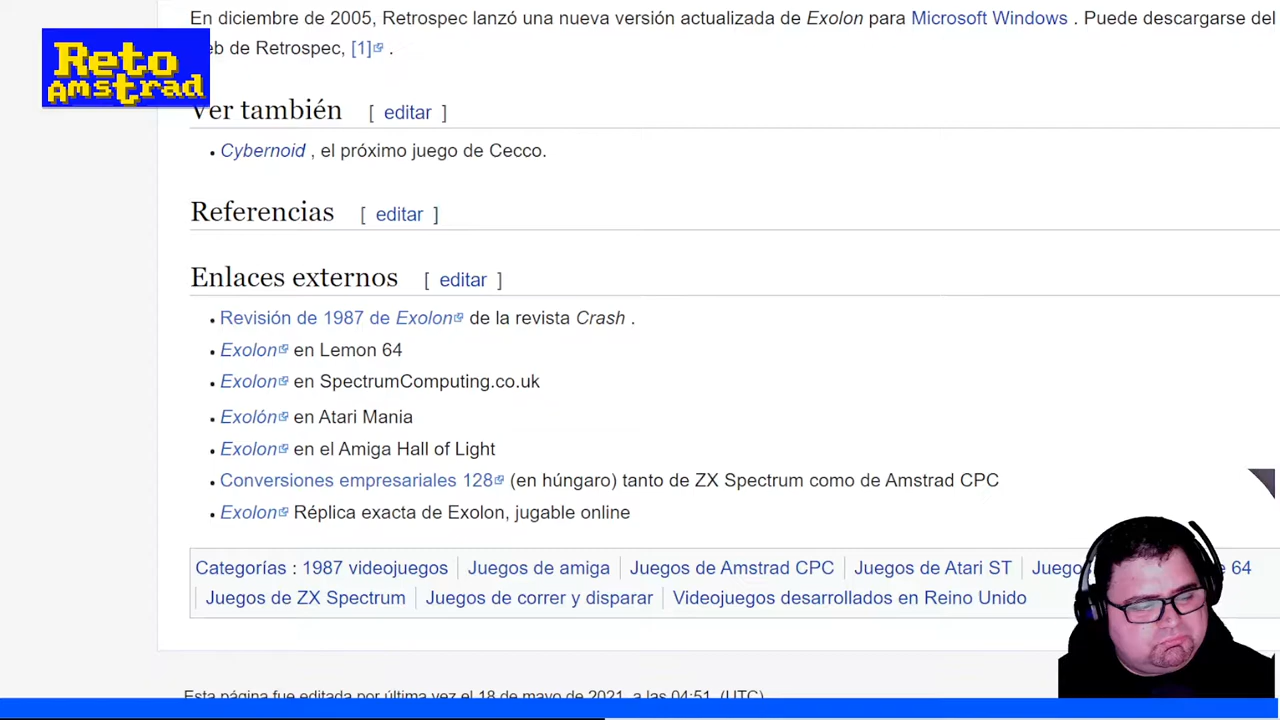 En diciembre de 2005, Retrospec lanzó una nueva versión actualizada de Exolon para Microsoft Windows . Puede descargarse del
Reto
Amstrad
eb de Retrospec, [1] .
Ver también [ editar ]
• Cybernoid , el próximo juego de Cecco.
Referencias [ editar ]
Enlaces externos [ editar ]
• Revisión de 1987 de Exolon de la revista Crash .
• Exolon en Lemon 64
• Exolon en SpectrumComputing.co.uk
• Exolón en Atari Mania
• Exolon en el Amiga Hall of Light
• Conversiones empresariales 128 (en húngaro) tanto de ZX Spectrum como de Amstrad CPC
• Exolon Réplica exacta de Exolon, jugable online
Categorías : 1987 videojuegos | Juegos de amiga | Juegos de Amstrad CPC | Juegos de Atari ST | 64
| Juegos de ZX Spectrum | Juegos de correr y disparar | Videojuegos desarrollados en Reino Unido
Esta página fue editada por última vez el 18 de mayo de 2021, a las 04:51 (UTC)